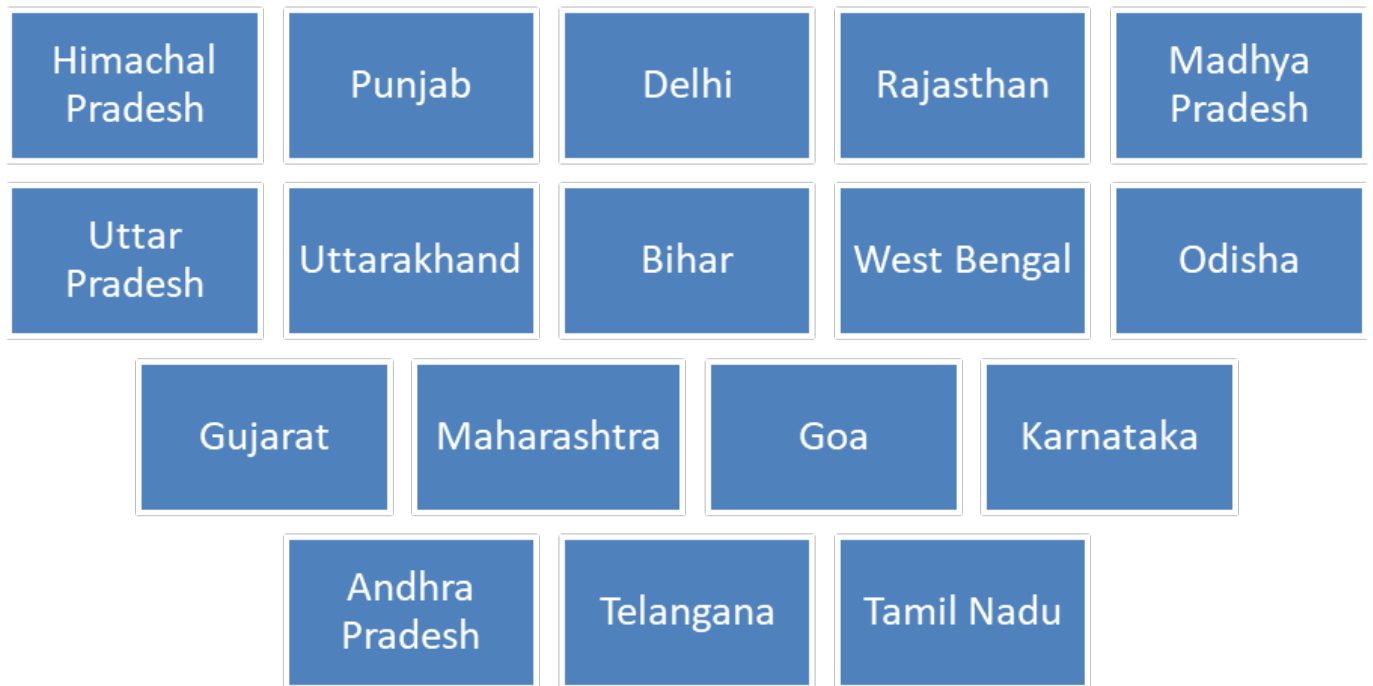 Himachal
Pradesh
Punjab
Delhi
Rajasthan
Madhya
Pradesh
Uttar
Pradesh
Uttarakhand
Bihar
West Bengal
Odisha
Gujarat
Maharashtra
Goa
Karnataka
Andhra
Pradesh
Telangana
Tamil Nadu